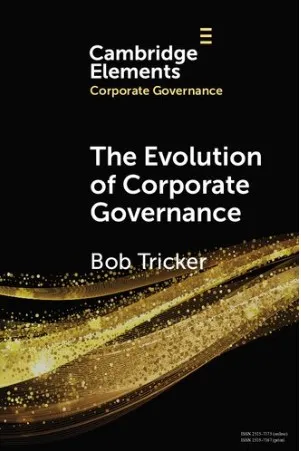 Cambridge
Elements
Corporate Governance
The Evolution
of Corporate
Governance
Bob Tricker